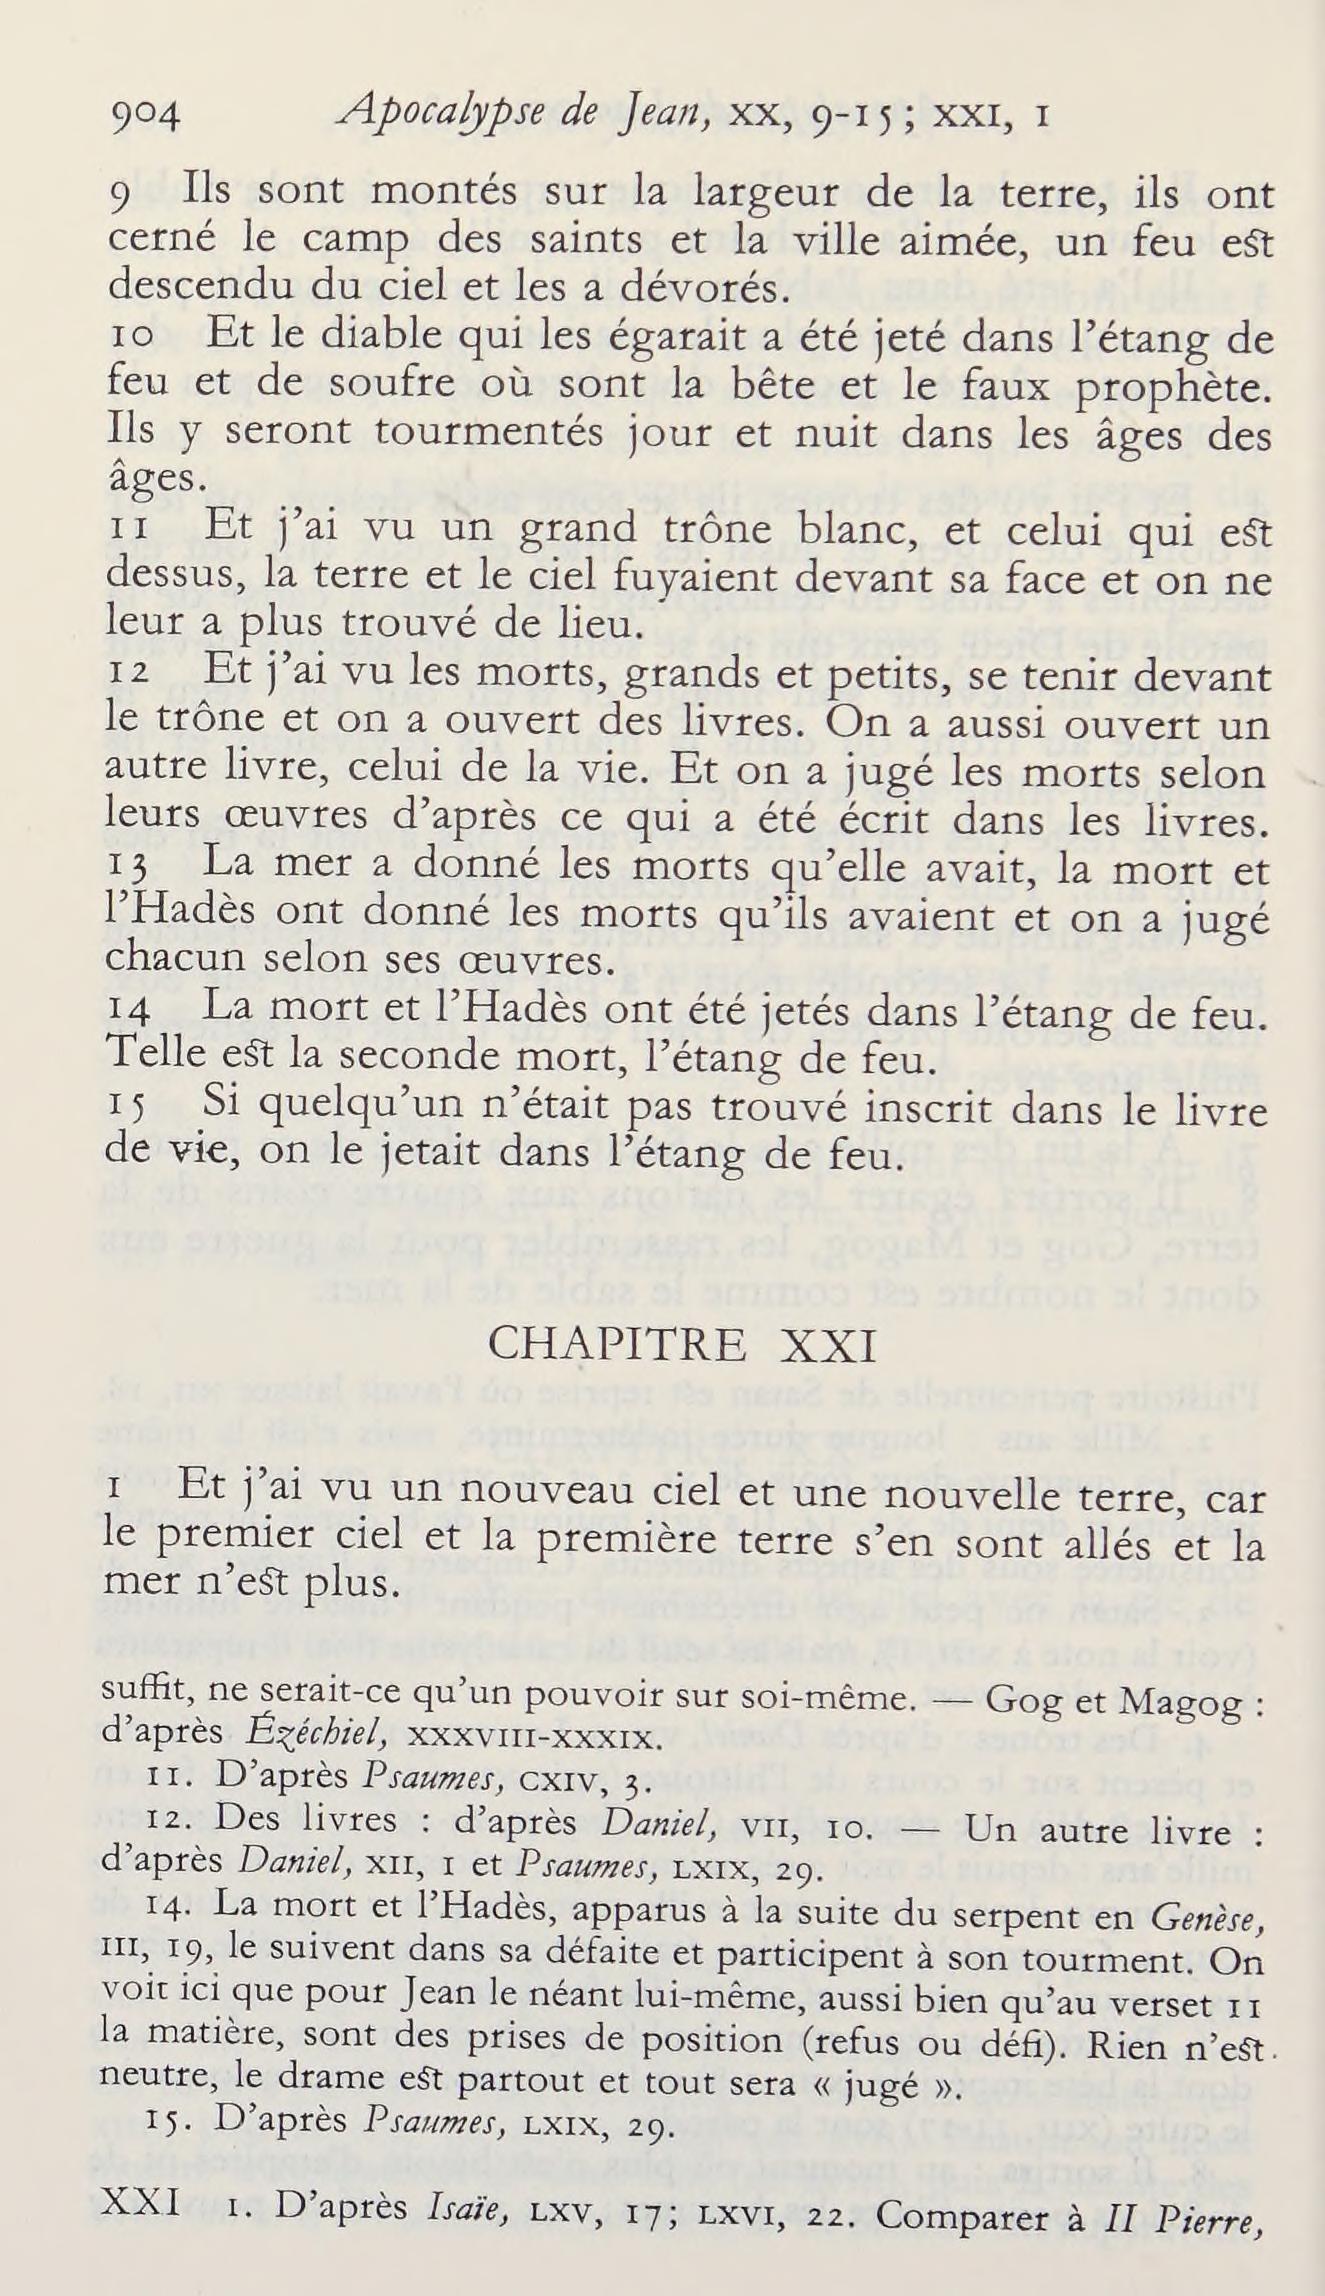 904 Apocalypse de Jean, XX, 9-15 ; XXI, 1
9 Ils sont montés sur la largeur de la terre, ils ont
cerné le camp des saints et la ville aimée, un feu est
descendu du ciel et les a dévorés.
10 Et le diable qui les égarait a été jeté dans l’étang de
feu et de soufre où sont la bête et le faux prophète.
Ils y seront tourmentés jour et nuit dans les âges des
âges.
11 Et j’ai vu un grand trône blanc, et celui qui est
dessus, la terre et le ciel fuyaient devant sa face et on ne
leur a plus trouvé de lieu.
12 Et j’ai vu les morts, grands et petits, se tenir devant
le trône et on a ouvert des livres. On a aussi ouvert un
autre livre, celui de la vie. Et on a jugé les morts selon
leurs œuvres d’après ce qui a été écrit dans les livres.
13 La mer a donné les morts qu’elle avait, la mort et
l’Hadès ont donné les morts qu’ils avaient et on a jugé
chacun selon ses œuvres.
14 La mort et l’Hadès ont été jetés dans l’étang de feu.
Telle est la seconde mort, l’étang de feu.
15 Si quelqu’un n’était pas trouvé inscrit dans le livre
de vie, on le jetait dans l’étang de feu.
CHAPITRE XXI
1 Et j’ai vu un nouveau ciel et une nouvelle terre, car
le premier ciel et la première terre s’en sont allés et la
mer n’est plus.
suffit, ne serait-ce qu’un pouvoir sur soi-même. — Gog et Magog :
d’après Ézéchiel, XXXVIII-XXXIX.
11. D’après Psaumes, CXIV, 3.
12. Des livres : d’après Daniel, VII, 10. — Un autre livre :
d’après Daniel, XII, 1 et Psaumes, LXIX, 29.
14. La mort et l’Hadès, apparus à la suite du serpent en Genèse,
III, 19, le suivent dans sa défaite et participent à son tourment. On
voit ici que pour Jean le néant lui-même, aussi bien qu’au verset 11
la matière, sont des prises de position (refus ou défi). Rien n’est
neutre, le drame est partout et tout sera « jugé ».
15. D’après Psaumes, LXIX, 29.
XXI 1. D’après Isaïe, LXV, 17; LXVI, 22. Comparer à II Pierre,